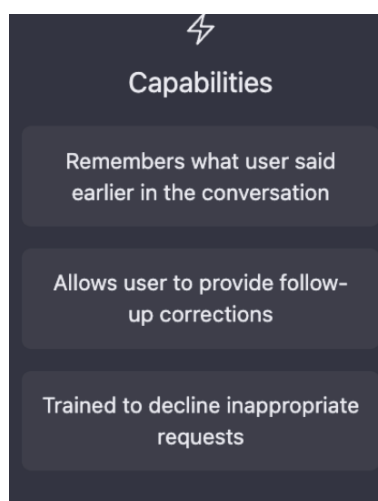 Capabilities
Remembers what user said
earlier in the conversation
Allows user to provide follow-
up corrections
Trained to decline inappropriate
requests